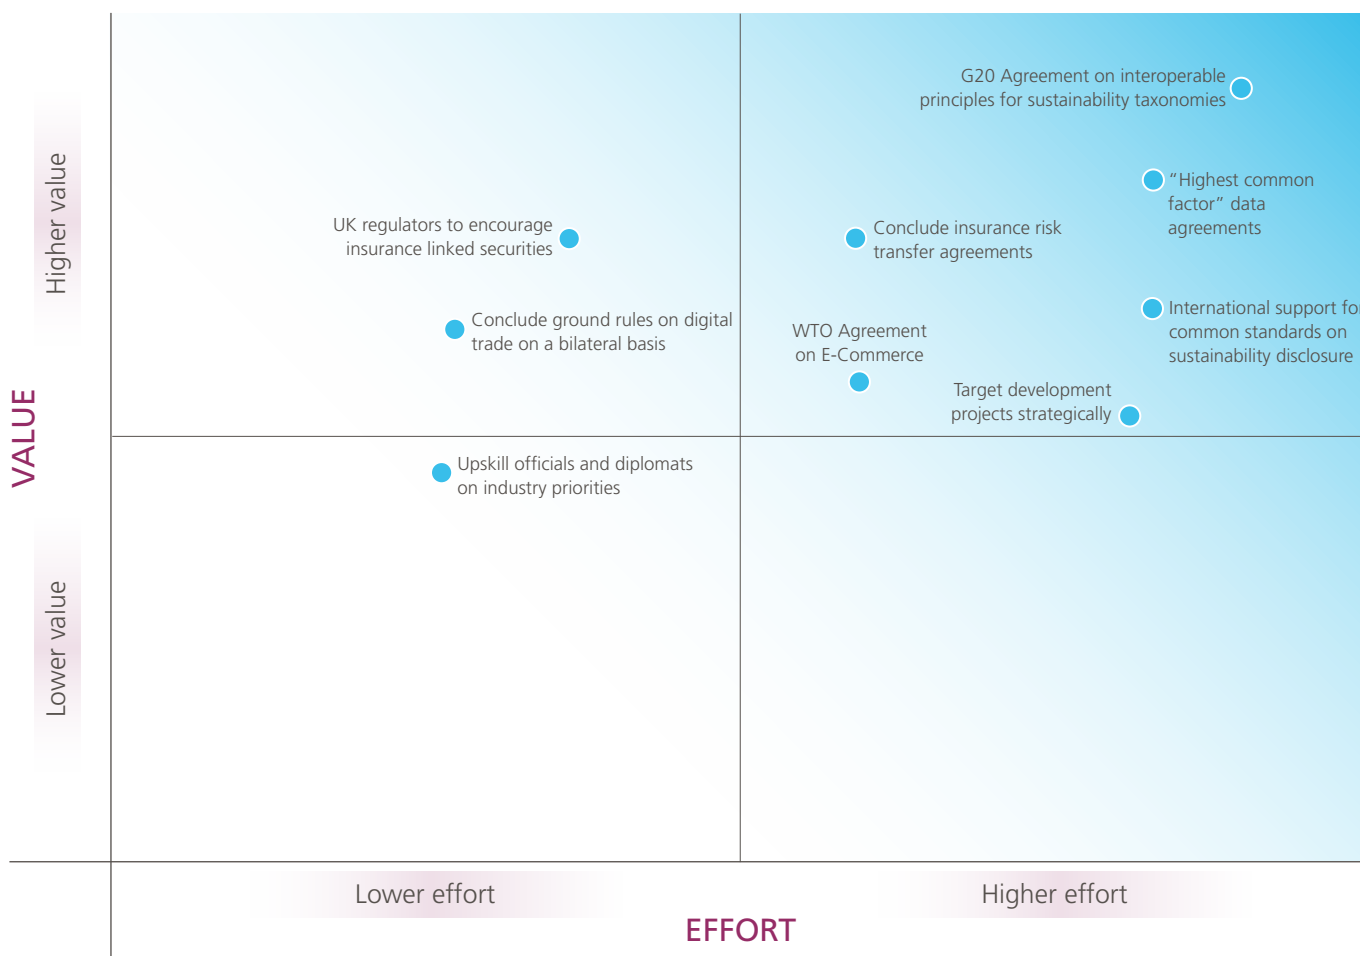 G20 Agreement on interoperable
principles for sustainability taxonomies
“Highest common
factor” data
agreements
UK regulators to encourage
insurance linked securities
Conclude insurance risk
transfer agreements
Conclude ground rules on digital
trade on a bilateral basis
WTO Agreement
on E-Commerce
International support for
common standards on
sustainability disclosure
Target development
projects strategically
Upskill officials and diplomats
on industry priorities
VALUE
Higher value
Lower value
Lower effort
Higher effort
EFFORT